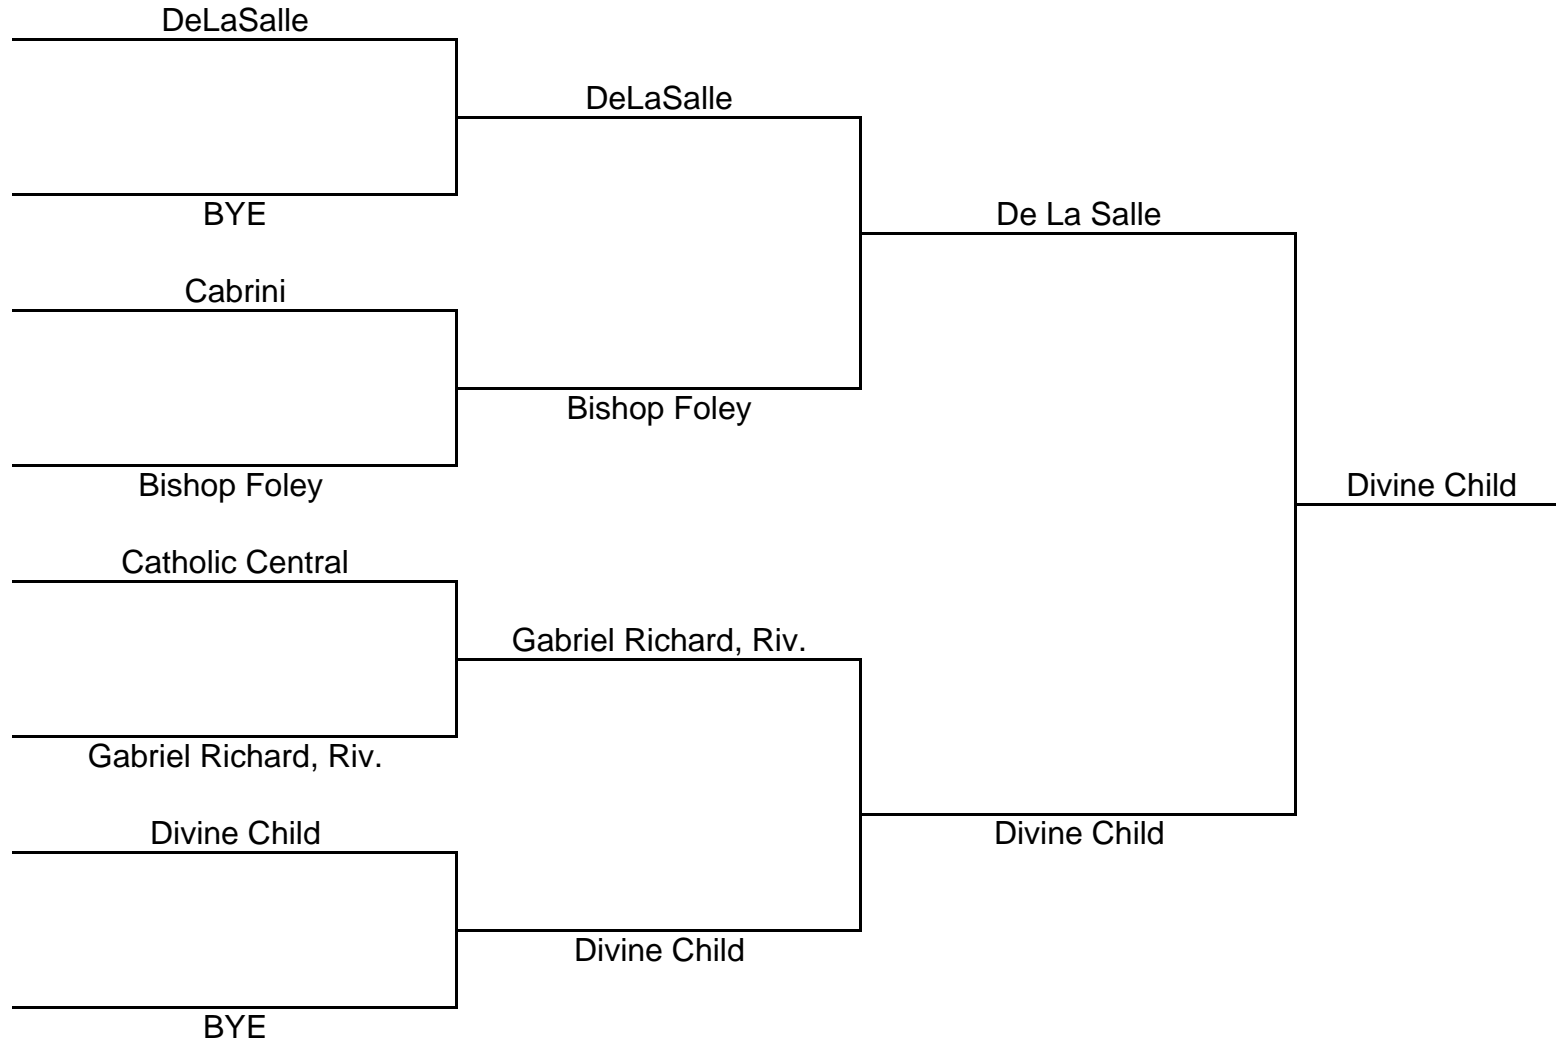 DeLaSalle
DeLaSalle
BYE
De La Salle
Cabrini
Bishop Foley
Bishop Foley
Divine Child
Catholic Central
Gabriel Richard, Riv.
Gabriel Richard, Riv.
Divine Child
Divine Child
Divine Child
BYE